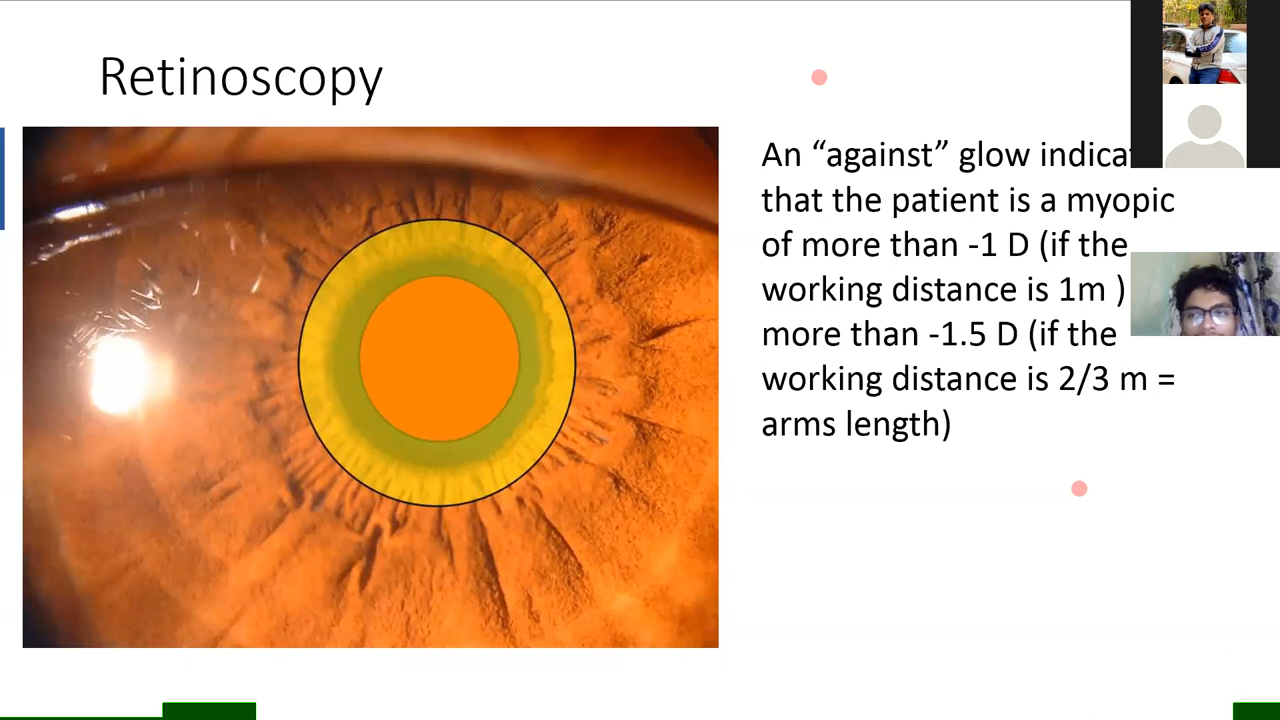 Retinoscopy
An “against” glow
that the patient is a myopic
of more than -1 D (if the
working distance is 1m )
more than -1.5 D (if the
working distance is 2/3 m =
arms length)